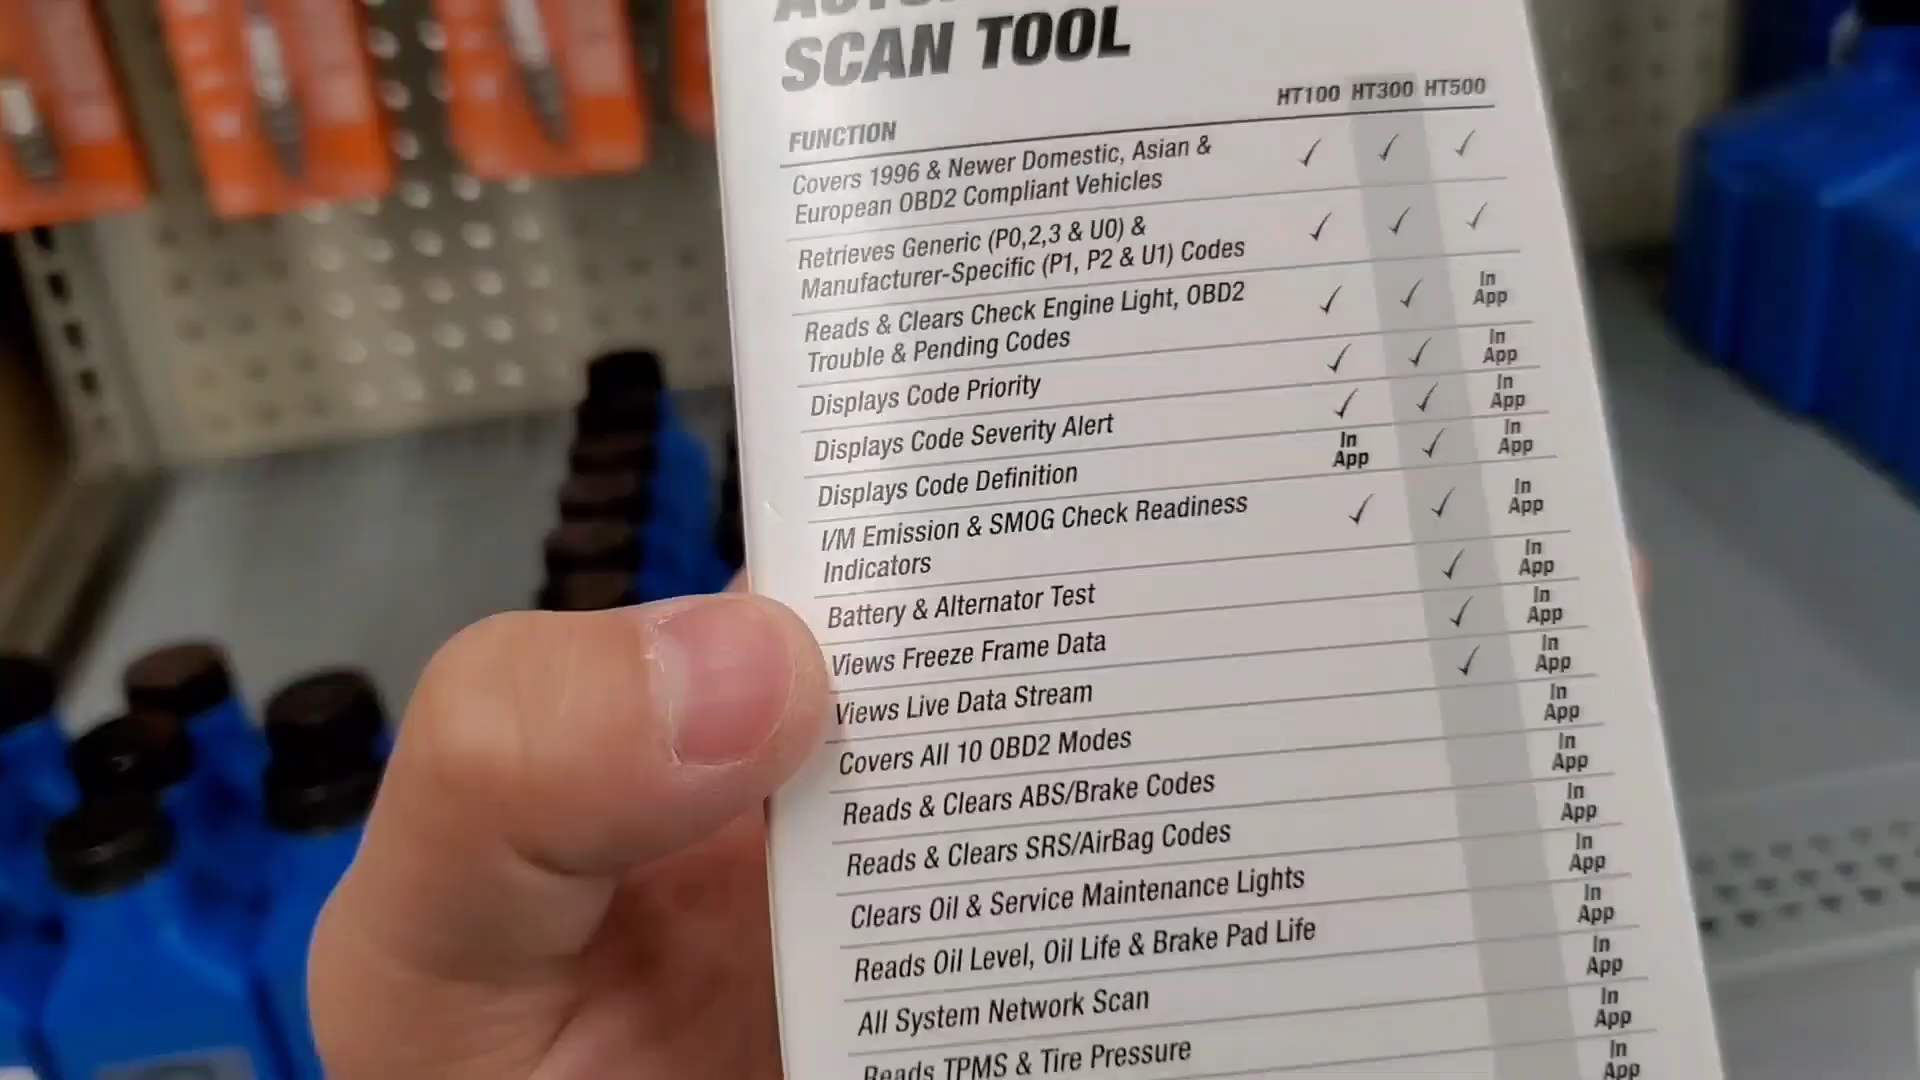 SCAN TOOL
HT100 HT300 HT500
FUNCTION
Covers 1996 & Newer Domestic, Asian &
European OBD2 Compliant Vehicles ✓ ✓ ✓
Retrieves Generic (P0,2,3 & U0) &
Manufacturer-Specific (P1, P2 & U1) Codes ✓ ✓ ✓
Reads & Clears Check Engine Light, OBD2
Trouble & Pending Codes ✓ ✓ In App
Displays Code Priority ✓ ✓ In App
Displays Code Severity Alert ✓ ✓ In App
Displays Code Definition In App ✓ In App
I/M Emission & SMOG Check Readiness
Indicators ✓ ✓ In App
Battery & Alternator Test ✓ In App
Views Freeze Frame Data ✓ In App
Views Live Data Stream ✓ In App
Covers All 10 OBD2 Modes In App
Reads & Clears ABS/Brake Codes In App
Reads & Clears SRS/AirBag Codes In App
Clears Oil & Service Maintenance Lights In App
Reads Oil Level, Oil Life & Brake Pad Life In App
All System Network Scan In App
Reads TPMS & Tire Pressure In App
In App